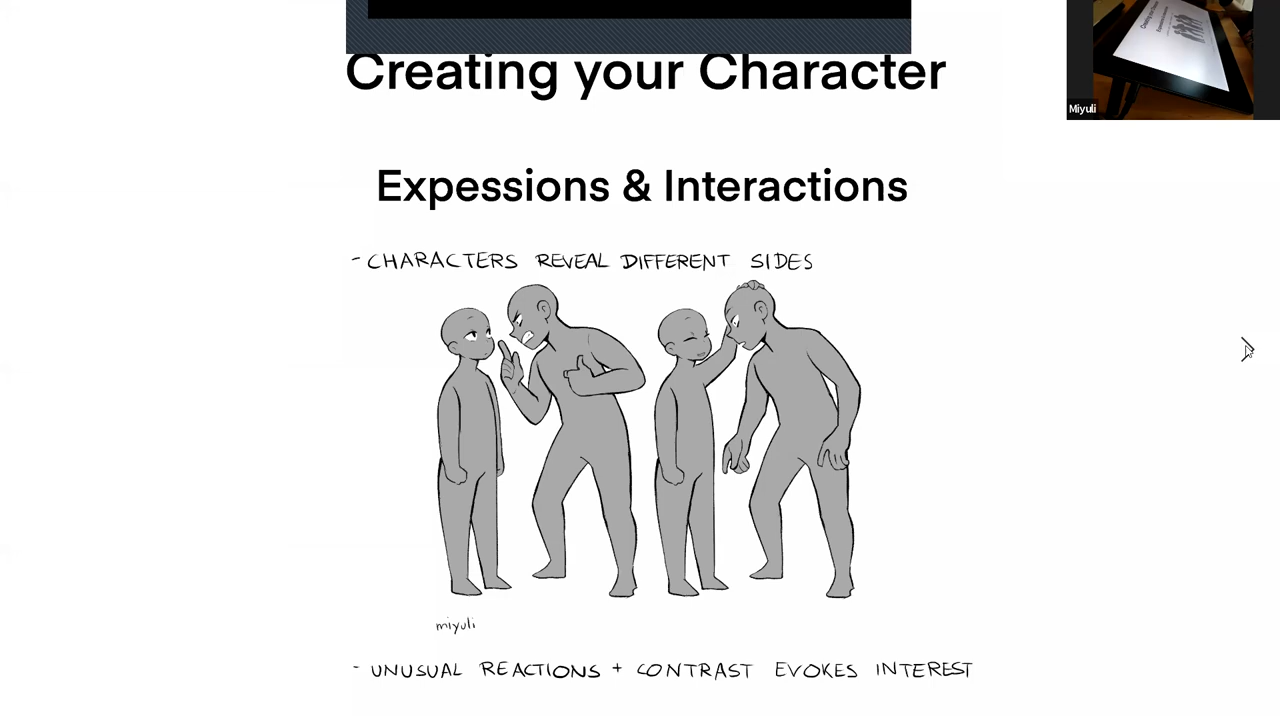 Creating your Character
Miyuli
Expessions & Interactions
- CHARACTERS REVEAL DIFFERENT SIDES
miyuli
- UNUSUAL REACTIONS + CONTRAST EVOKES INTEREST